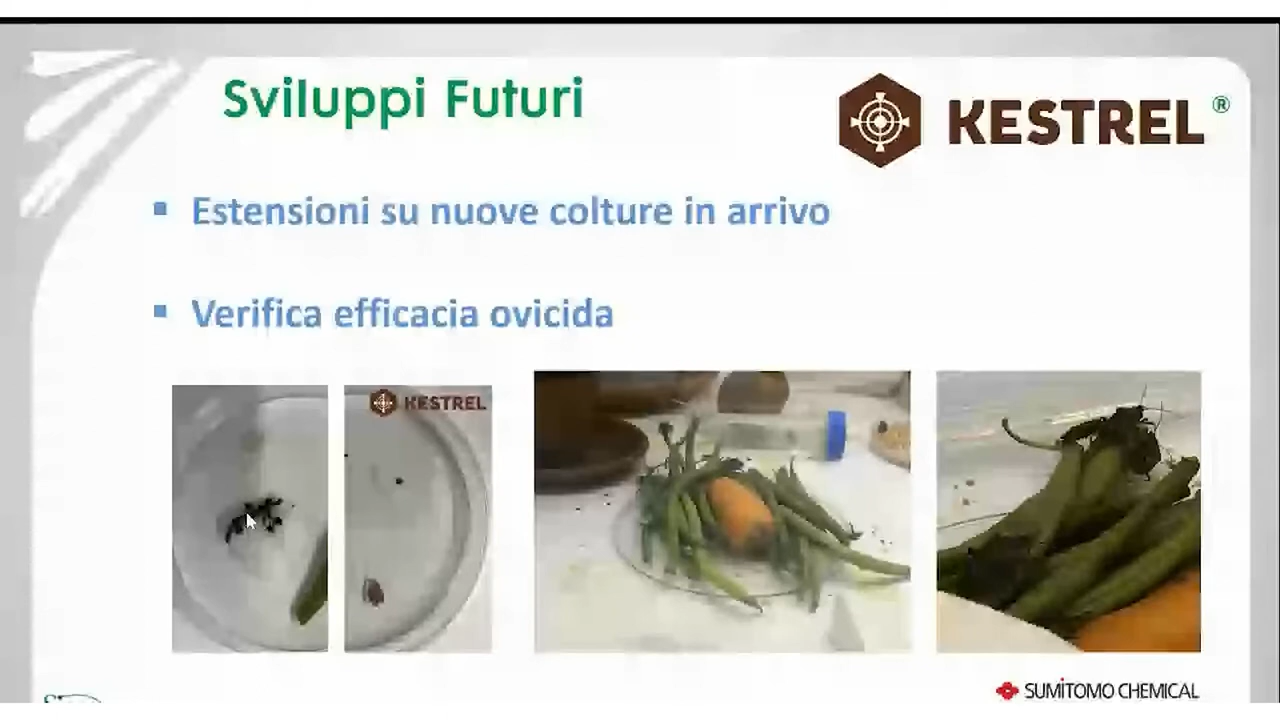 Sviluppi Futuri
KESTREL®
Estensioni su nuove colture in arrivo
Verifica efficacia ovicida
KESTREL
SUMITOMO CHEMICAL